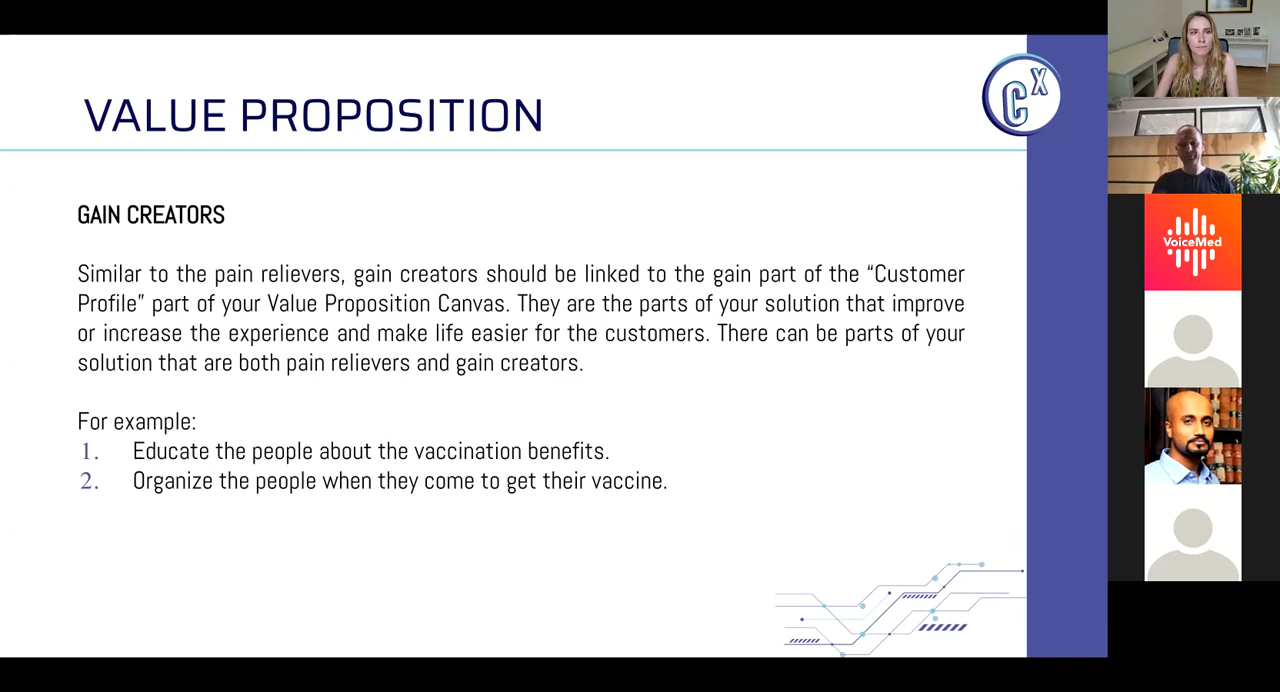 VALUE PROPOSITION
CX
GAIN CREATORS
Similar to the pain relievers, gain creators should be linked to the gain part of the “Customer
Profile” part of your Value Proposition Canvas. They are the parts of your solution that improve
or increase the experience and make life easier for the customers. There can be parts of your
solution that are both pain relievers and gain creators.
For example:
1. Educate the people about the vaccination benefits.
2. Organize the people when they come to get their vaccine.
VoiceMed